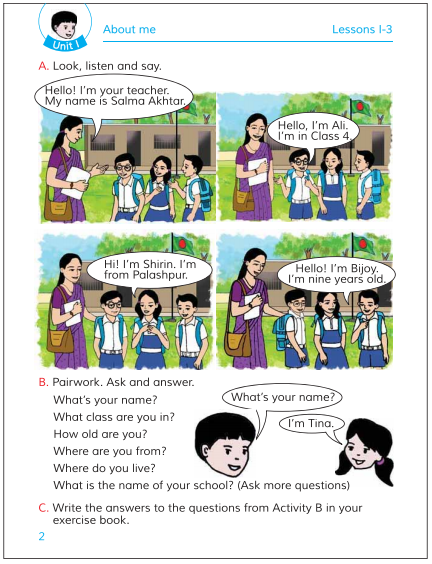 Unit 1
About me
Lessons 1-3
A. Look, listen and say.
Hello! I'm your teacher.
My name is Salma Akhtar.
Hello, I'm Ali.
I'm in Class 4.
Hi! I'm Shirin. I'm
from Palashpur.
Hello! I'm Bijoy.
I'm nine years old.
B. Pairwork. Ask and answer.
What's your name?
What class are you in?
How old are you?
Where are you from?
Where do you live?
What is the name of your school? (Ask more questions)
What's your name?
I'm Tina.
C. Write the answers to the questions from Activity B in your
exercise book.
2